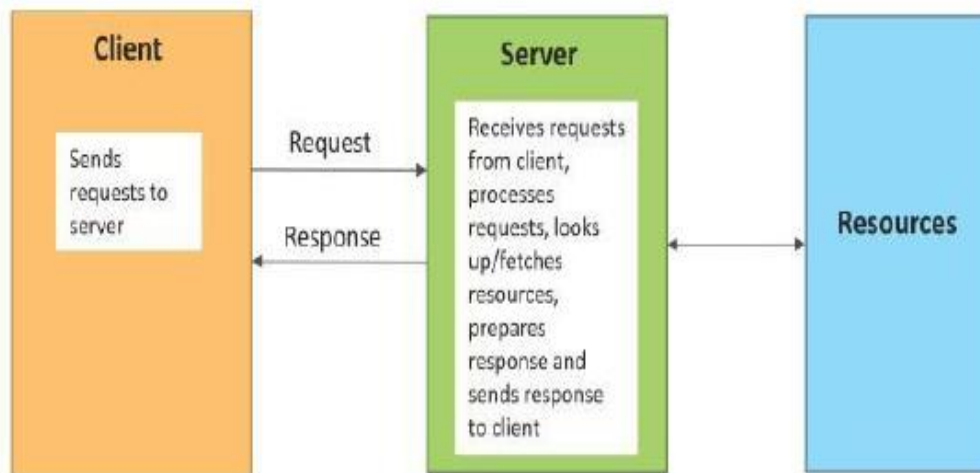 Client
Sends
requests to
server
Request
Response
Server
Receives requests
from client,
processes
requests, looks
up/fetches
resources,
prepares
response and
sends response
to client
Resources